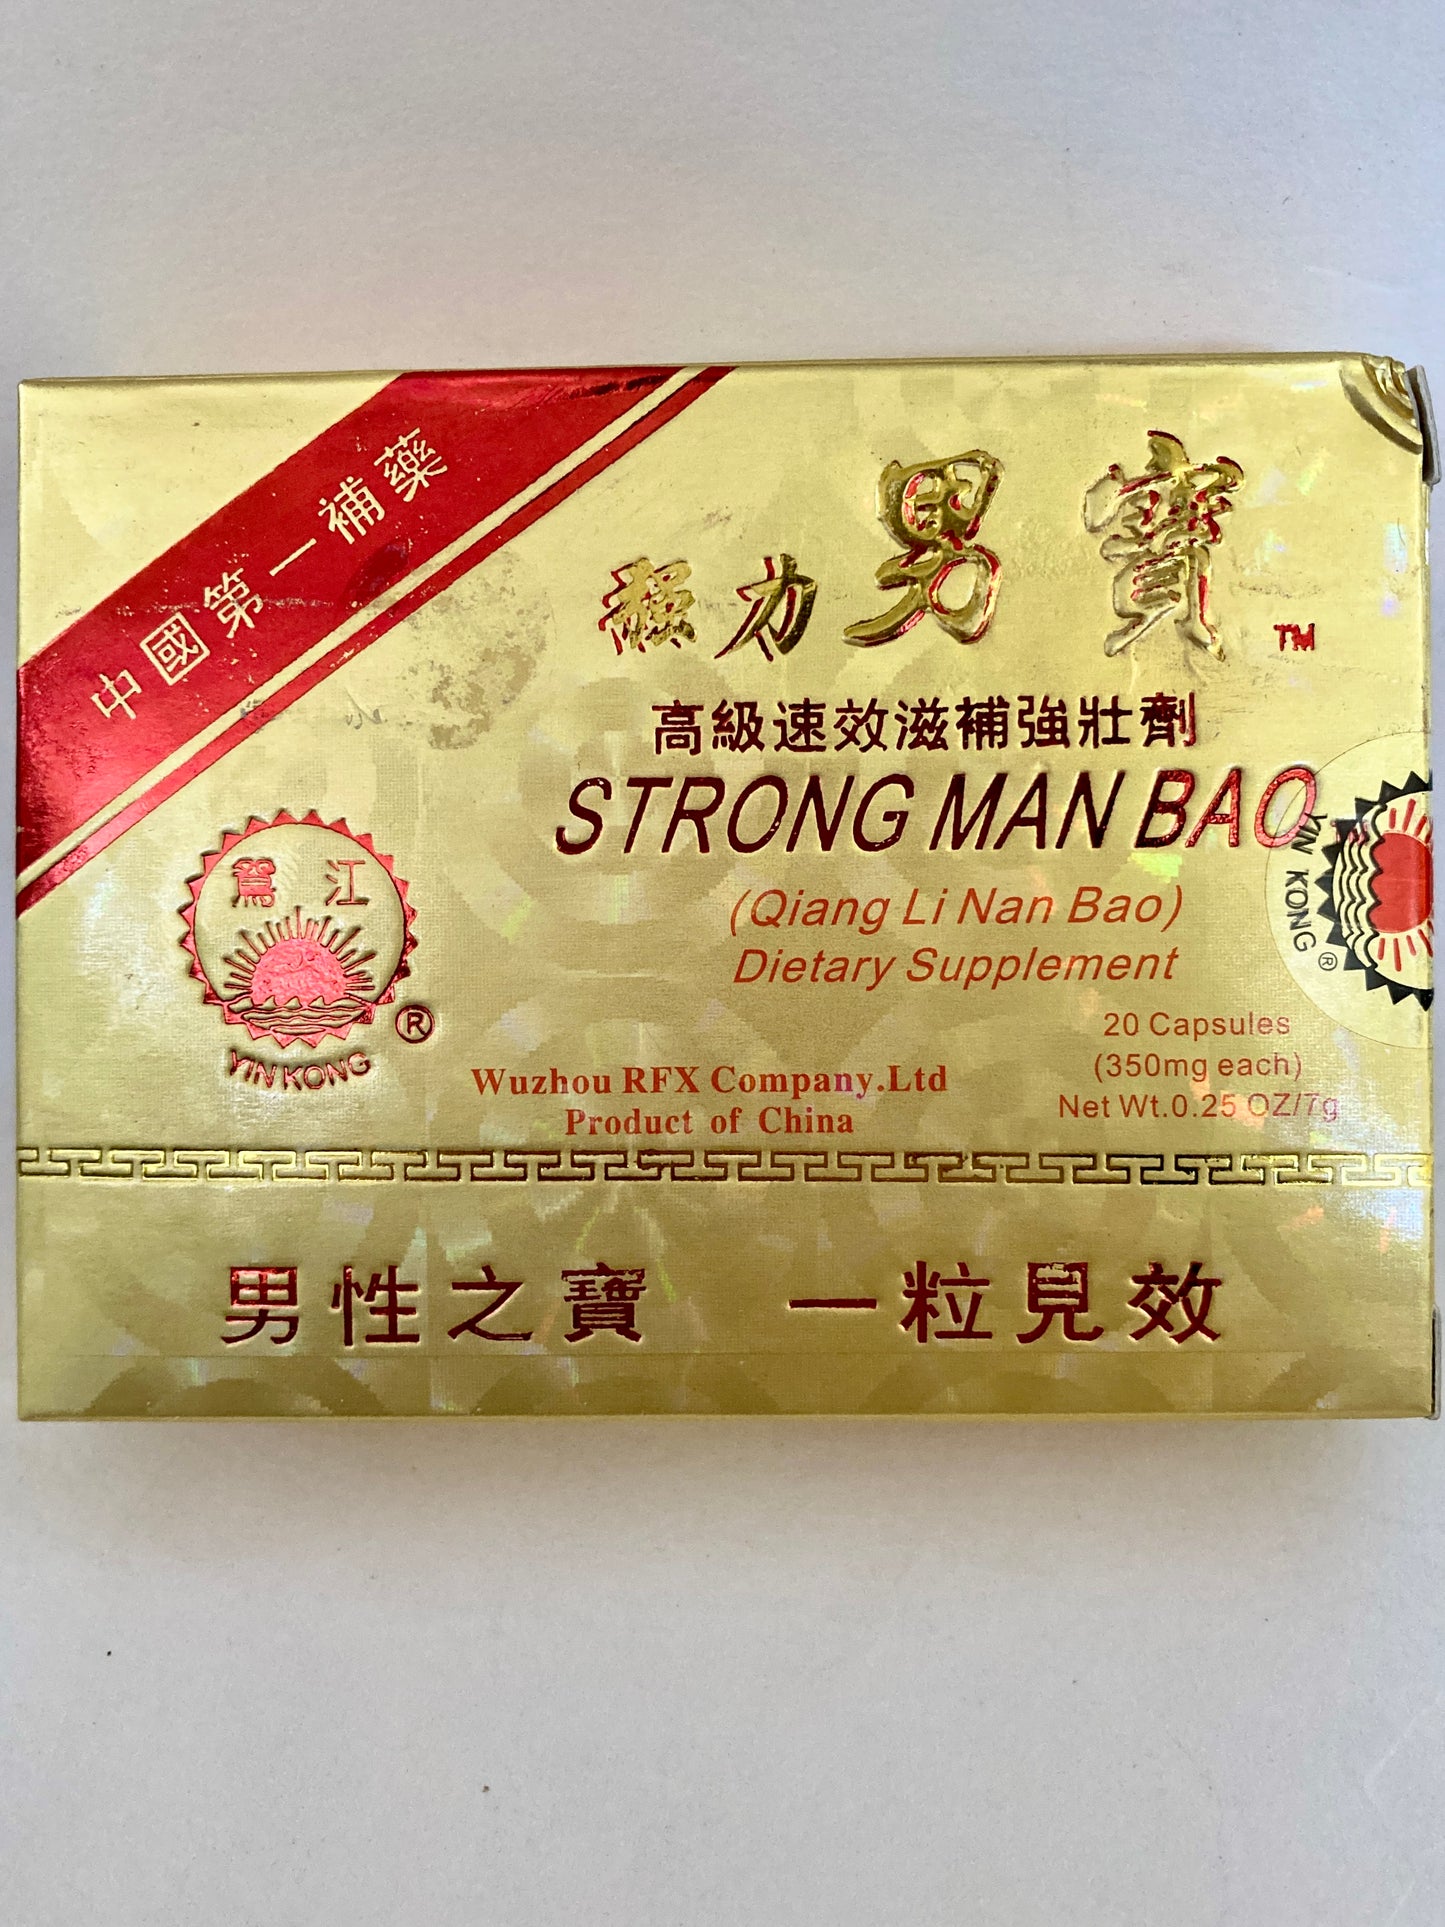 中國第一補藥
強力男寶 TM
高級速效滋補強壯劑
STRONG MAN BAO
(Qiang Li Nan Bao)
Dietary Supplement
20 Capsules
(350mg each)
Net Wt.0.25 OZ/7g
鴛江
®
YIN KONG
Wuzhou RFX Company.Ltd
Product of China
YIN KONG ®
男性之寶 一粒見效